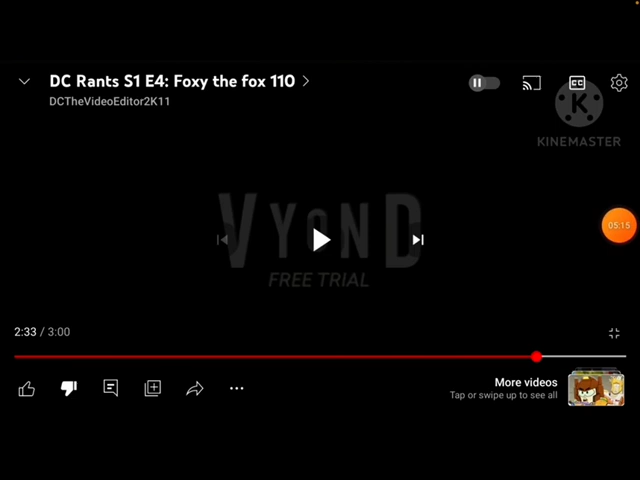 DC Rants S1 E4: Foxy the fox 110
DCTheVideoEditor2K11
CC
K
KINEMASTER
VYOND
FREE TRIAL
05:15
2:33 / 3:00
More videos
Tap or swipe up to see all